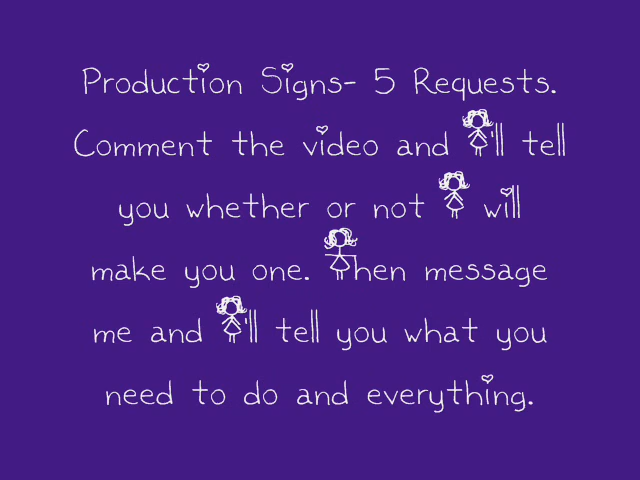 Production Signs- 5 Requests.
Comment the video and I'll tell
you whether or not I will
make you one. Then message
me and I'll tell you what you
need to do and everything.